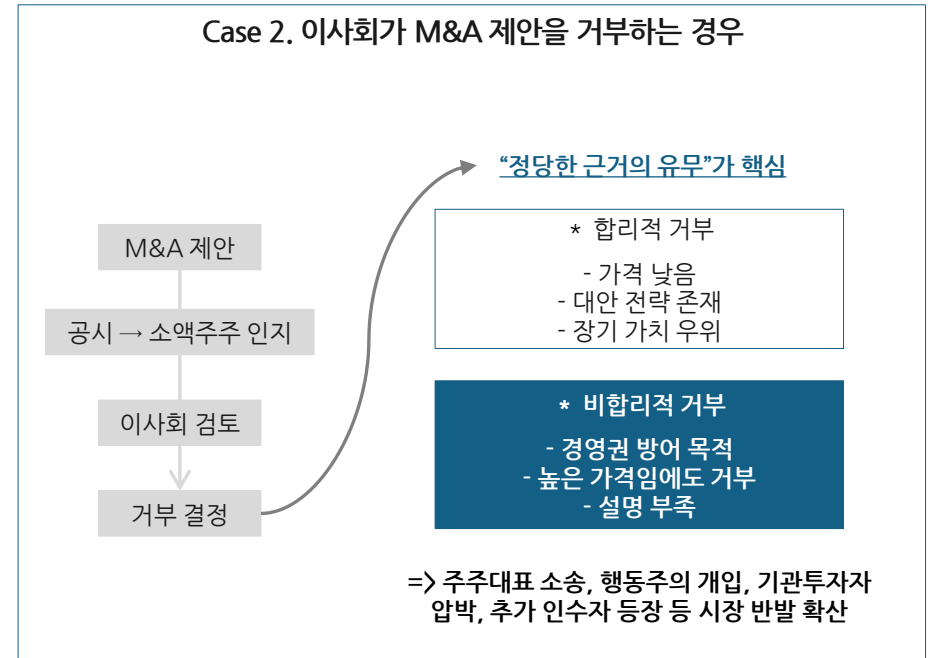 Case 2. 이사회가 M&A 제안을 거부하는 경우
M&A 제안
공시 → 소액주주 인지
이사회 검토
거부 결정
“정당한 근거의 유무”가 핵심
* 합리적 거부
- 가격 낮음
- 대안 전략 존재
- 장기 가치 우위
* 비합리적 거부
- 경영권 방어 목적
- 높은 가격임에도 거부
- 설명 부족
=> 주주대표 소송, 행동주의 개입, 기관투자자
압박, 추가 인수자 등장 등 시장 반발 확산